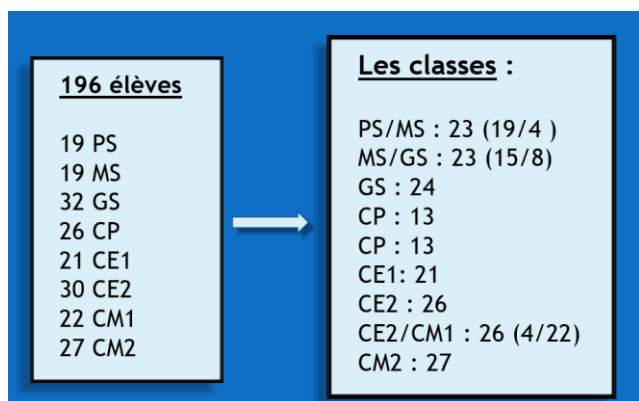 196 élèves
19 PS
19 MS
32 GS
26 CP
21 CE1
30 CE2
22 CM1
27 CM2
Les classes :
PS/MS : 23 (19/4 )
MS/GS : 23 (15/8)
GS : 24
CP : 13
CP : 13
CE1: 21
CE2 : 26
CE2/CM1 : 26 (4/22)
CM2 : 27